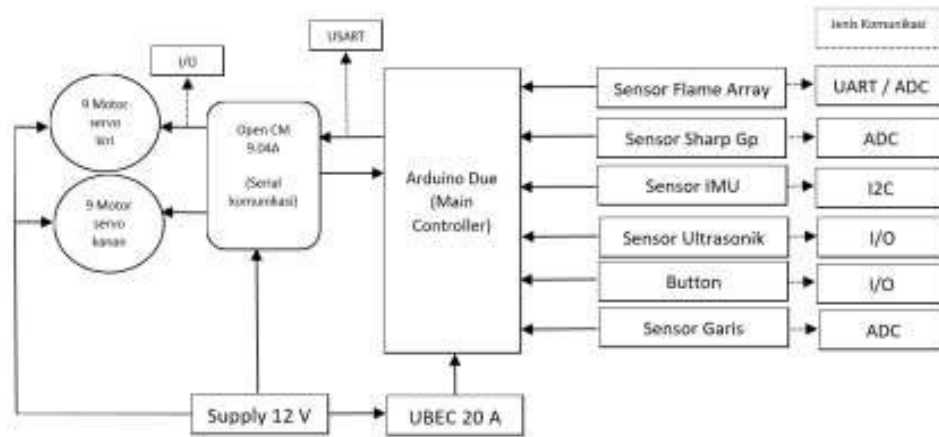 Jenis Komunikasi
USART
I/O
9 Motor
servo
kiri
Open CM
9.04A
(Serial
komunikasi)
9 Motor
servo
kanan
Arduino Due
(Main
Controller)
Sensor Flame Array
UART / ADC
Sensor Sharp Gp
ADC
Sensor IMU
I2C
Sensor Ultrasonik
I/O
Button
I/O
Sensor Garis
ADC
Supply 12 V
UBEC 20 A